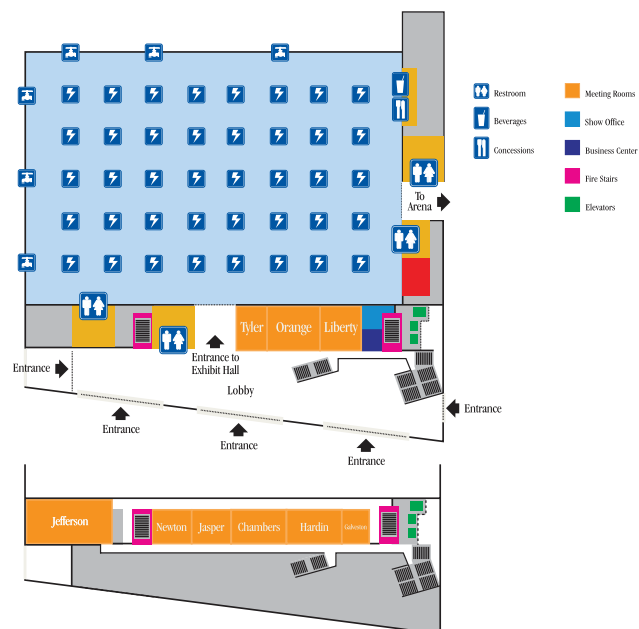 Restroom
Beverages
Concessions
Meeting Rooms
Show Office
Business Center
Fire Stairs
Elevators
To
Arena
Tyler
Orange
Liberty
Entrance to
Exhibit Hall
Entrance
Lobby
Entrance
Entrance
Entrance
Entrance
Jefferson
Newton
Jasper
Chambers
Hardin
Galveston